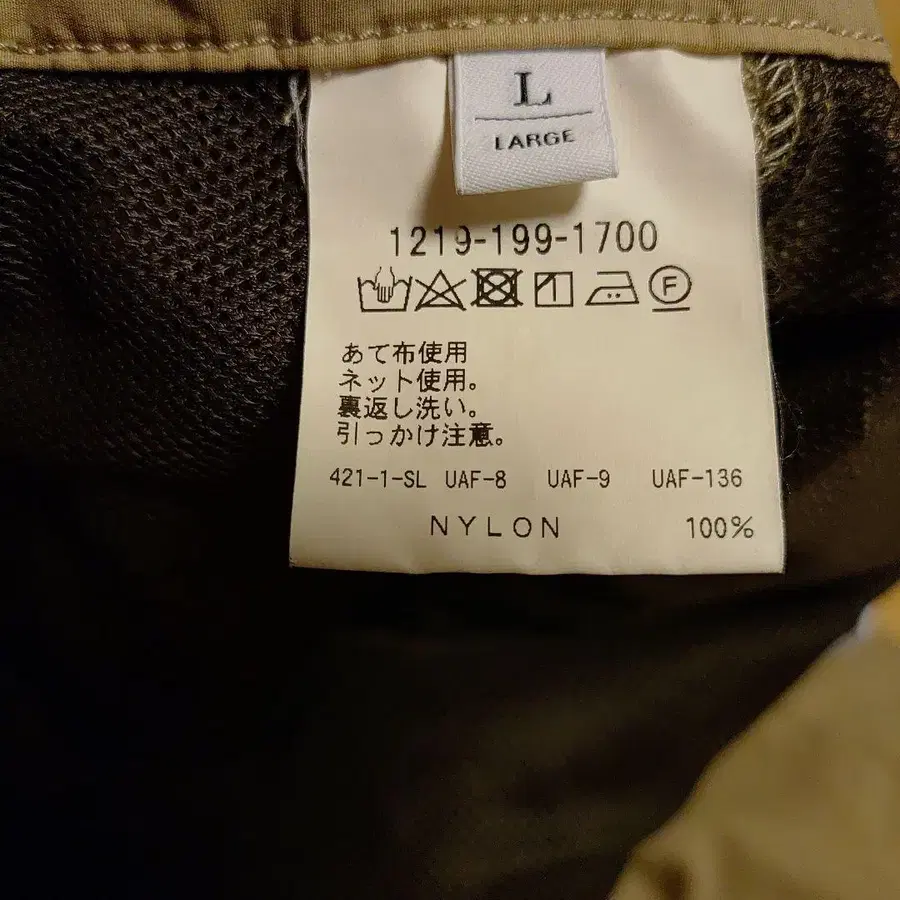 L
LARGE
1219-199-1700
F
あて布使用
ネット使用。
裏返し洗い。
引っかけ注意。
421-1-SL UAF-8 UAF-9 UAF-136
NYLON 100%